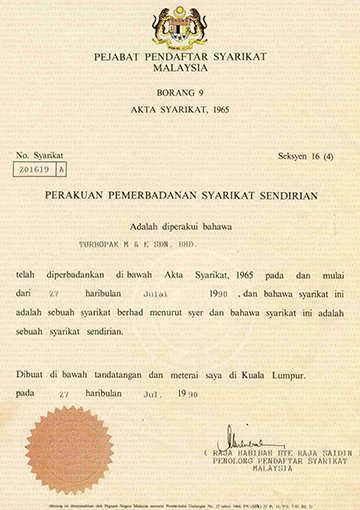 PEJABAT PENDAFTAR SYARIKAT
MALAYSIA
BORANG 9
AKTA SYARIKAT, 1965
No. Syarikat
Seksyen 16 (4)
201619 A
PERAKUAN PEMERBADANAN SYARIKAT SENDIRIAN
Adalah diperakui bahawa
TURBOPAK M & E SDN. BHD.
telah diperbadankan di bawah Akta Syarikat, 1965 pada dan mulai
dari 27 haribulan Julai 1990 ,dan bahawa syarikat ini
adalah sebuah syarikat berhad menurut syer dan bahawa syarikat ini adalah
sebuah syarikat sendirian.
Dibuat di bawah tandatangan dan meterai saya di Kuala Lumpur.
pada 27 haribulan Jul. 1990
( RAJA HABIBAH BTE RAJA SAIDIN
PENOLONG PENDAFTAR SYARIKAT
MALAYSIA